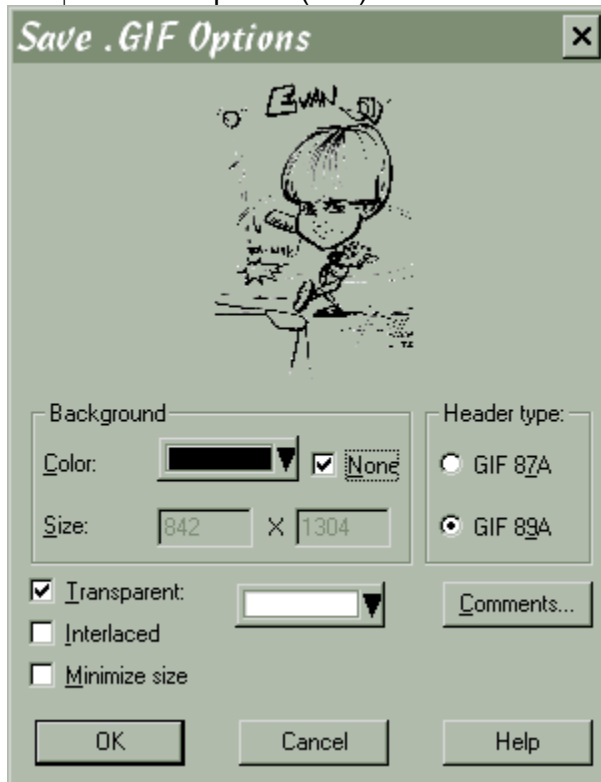 Save .GIF Options
EVAN
Background
Color:
None
Size:
842
X
1304
Header type:
GIF 87A
GIF 89A
Transparent:
Interlaced
Minimize size
Comments...
OK
Cancel
Help